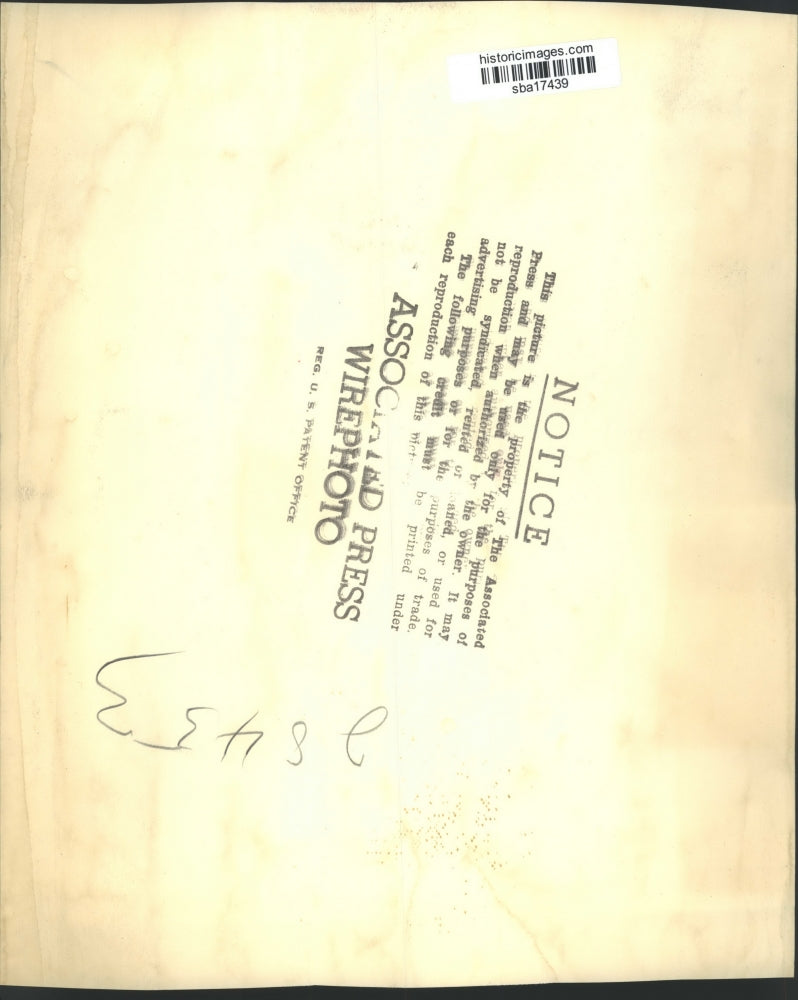 historicimages.com
sba17439
NOTICE
This picture is the property of The Associated
Press and may be used only for the purposes of
reproduction when authorized by the owner. It may
not be syndicated, rented or loaned, or used for
advertising purposes or for the purposes of trade.
The following credit must be printed under
each reproduction of this
ASSOCIATED PRESS
WIREPHOTO
REG. U. S. PATENT OFFICE